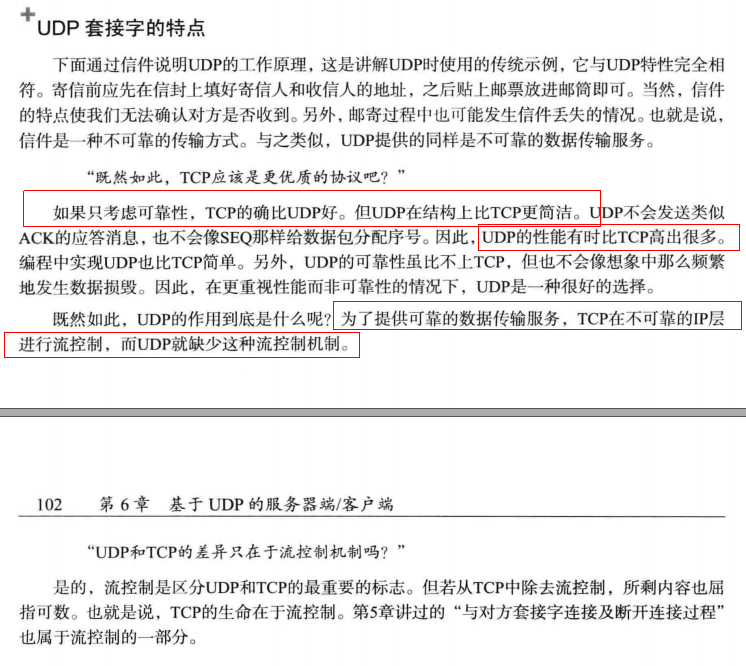 UDP 套接字的特点
下面通过信件说明UDP的工作原理，这是讲解UDP时使用的传统示例，它与UDP特性完全相
符。寄信前应先在信封上填好寄信人和收信人的地址，之后贴上邮票放进邮筒即可。当然，信件
的特点使我们无法确认对方是否收到。另外，邮寄过程中也可能发生信件丢失的情况。也就是说，
信件是一种不可靠的传输方式。与之类似，UDP提供的同样是不可靠的数据传输服务。
“既然如此，TCP应该是更优质的协议吧？”
如果只考虑可靠性，TCP的确比UDP好。但UDP在结构上比TCP更简洁。UDP不会发送类似
ACK的应答消息，也不会像SEQ那样给数据包分配序号。因此，UDP的性能有时比TCP高出很多。
编程中实现UDP也比TCP简单。另外，UDP的可靠性虽比不上TCP，但也不会像想象中那么频繁
地发生数据损毁。因此，在更重视性能而非可靠性的情况下，UDP是一种很好的选择。
既然如此，UDP的作用到底是什么呢？为了提供可靠的数据传输服务，TCP在不可靠的IP层
进行流控制，而UDP就缺少这种流控制机制。
102 第 6 章 基于 UDP 的服务器端/客户端
“UDP和TCP的差异只在于流控制机制吗？”
是的，流控制是区分UDP和TCP的最重要的标志。但若从TCP中除去流控制，所剩内容也屈
指可数。也就是说，TCP的生命在于流控制。第5章讲过的“与对方套接字连接及断开连接过程”
也属于流控制的一部分。